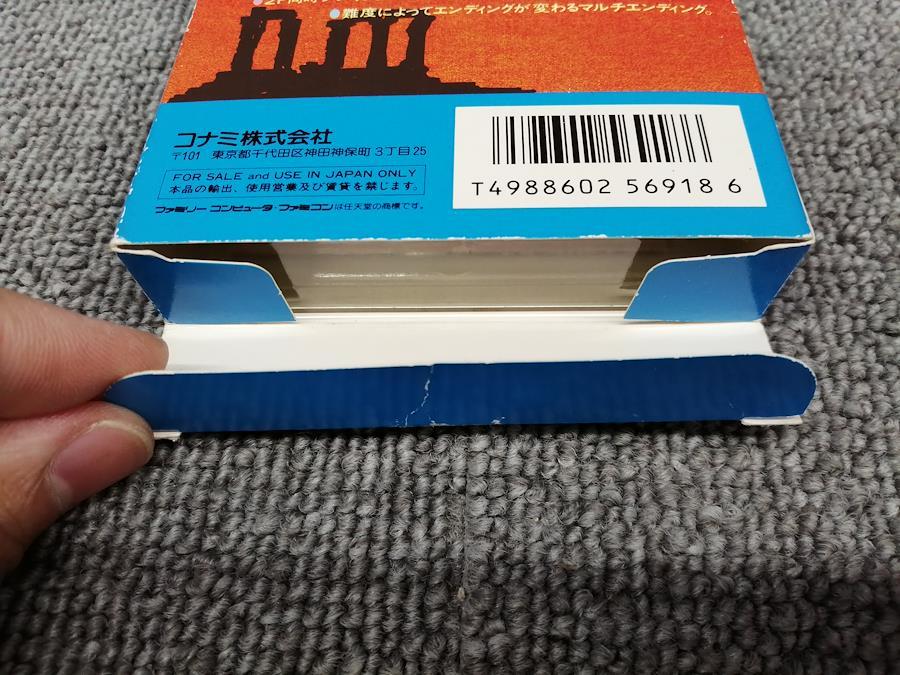 ●2P同時
●難度によってエンディングが変わるマルチエンディング。
コナミ株式会社
〒101 東京都千代田区神田神保町3丁目25
FOR SALE and USE IN JAPAN ONLY
本品の輸出、使用営業及び賃貸を禁じます。
ファミリーコンピュータ・ファミコンは任天堂の商標です。
T4988602 56918 6